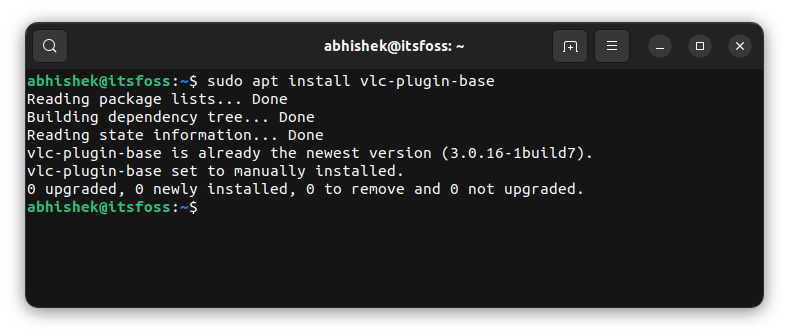 abhishek@itsfoss: ~
abhishek@itsfoss:~$ sudo apt install vlc-plugin-base
Reading package lists... Done
Building dependency tree... Done
Reading state information... Done
vlc-plugin-base is already the newest version (3.0.16-1build7).
vlc-plugin-base set to manually installed.
0 upgraded, 0 newly installed, 0 to remove and 0 not upgraded.
abhishek@itsfoss:~$